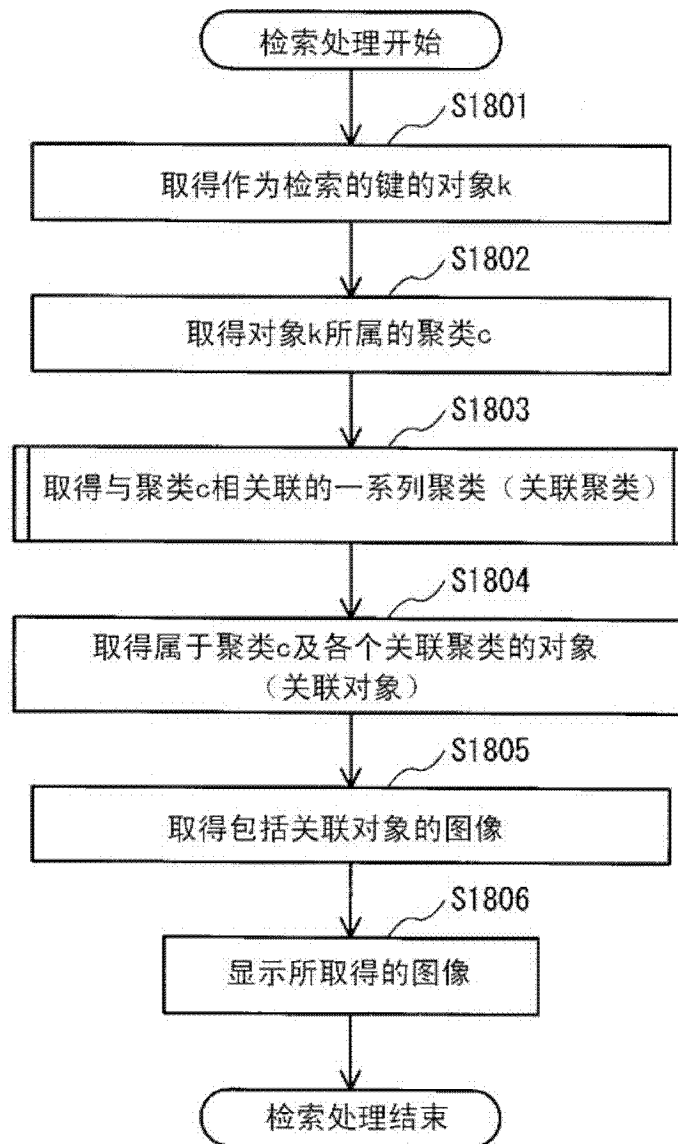 检索处理开始
S1801
取得作为检索的键的对象k
S1802
取得对象k所属的聚类c
S1803
取得与聚类c相关联的一系列聚类（关联聚类）
S1804
取得属于聚类c及各个关联聚类的对象
（关联对象）
S1805
取得包括关联对象的图像
S1806
显示所取得的图像
检索处理结束